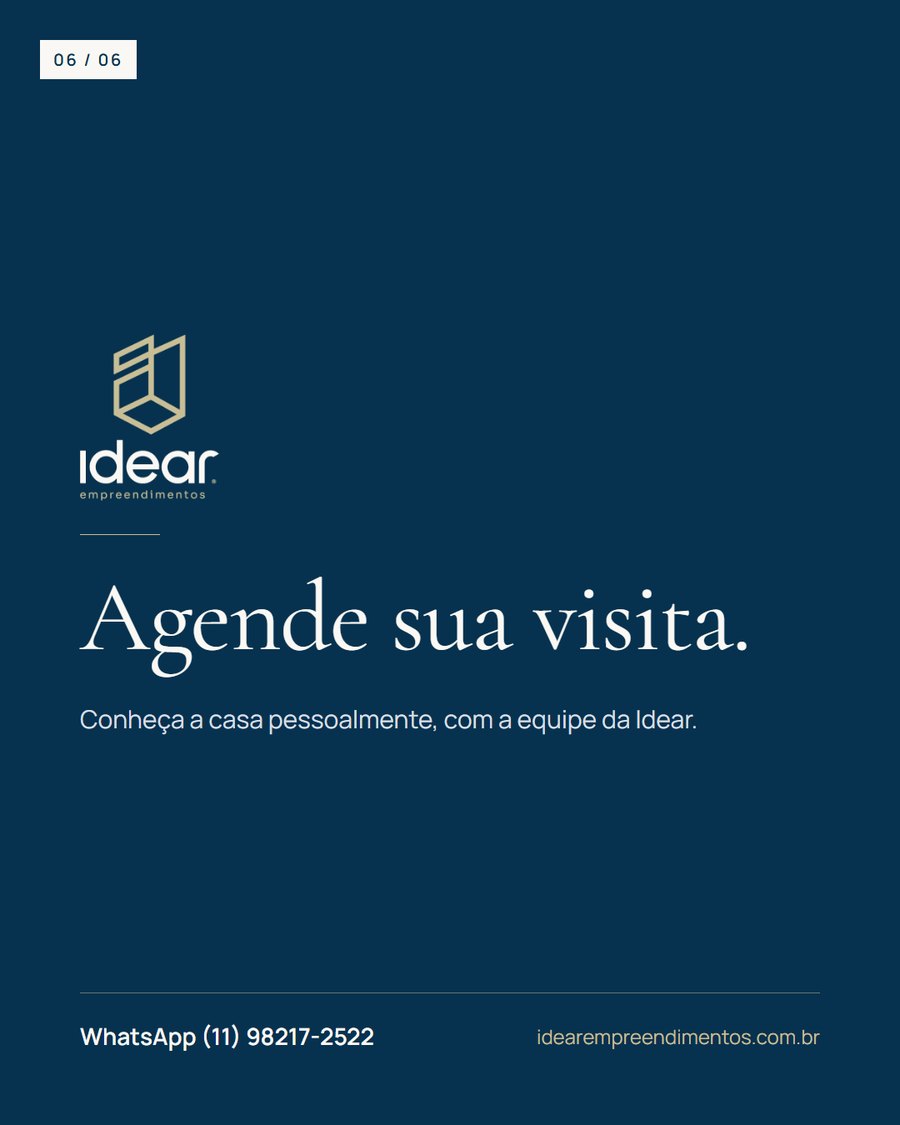 06 / 06
idear
empreendimentos
Agende sua visita.
Conheça a casa pessoalmente, com a equipe da Idear.
WhatsApp (11) 98217-2522
idearempreendimentos.com.br